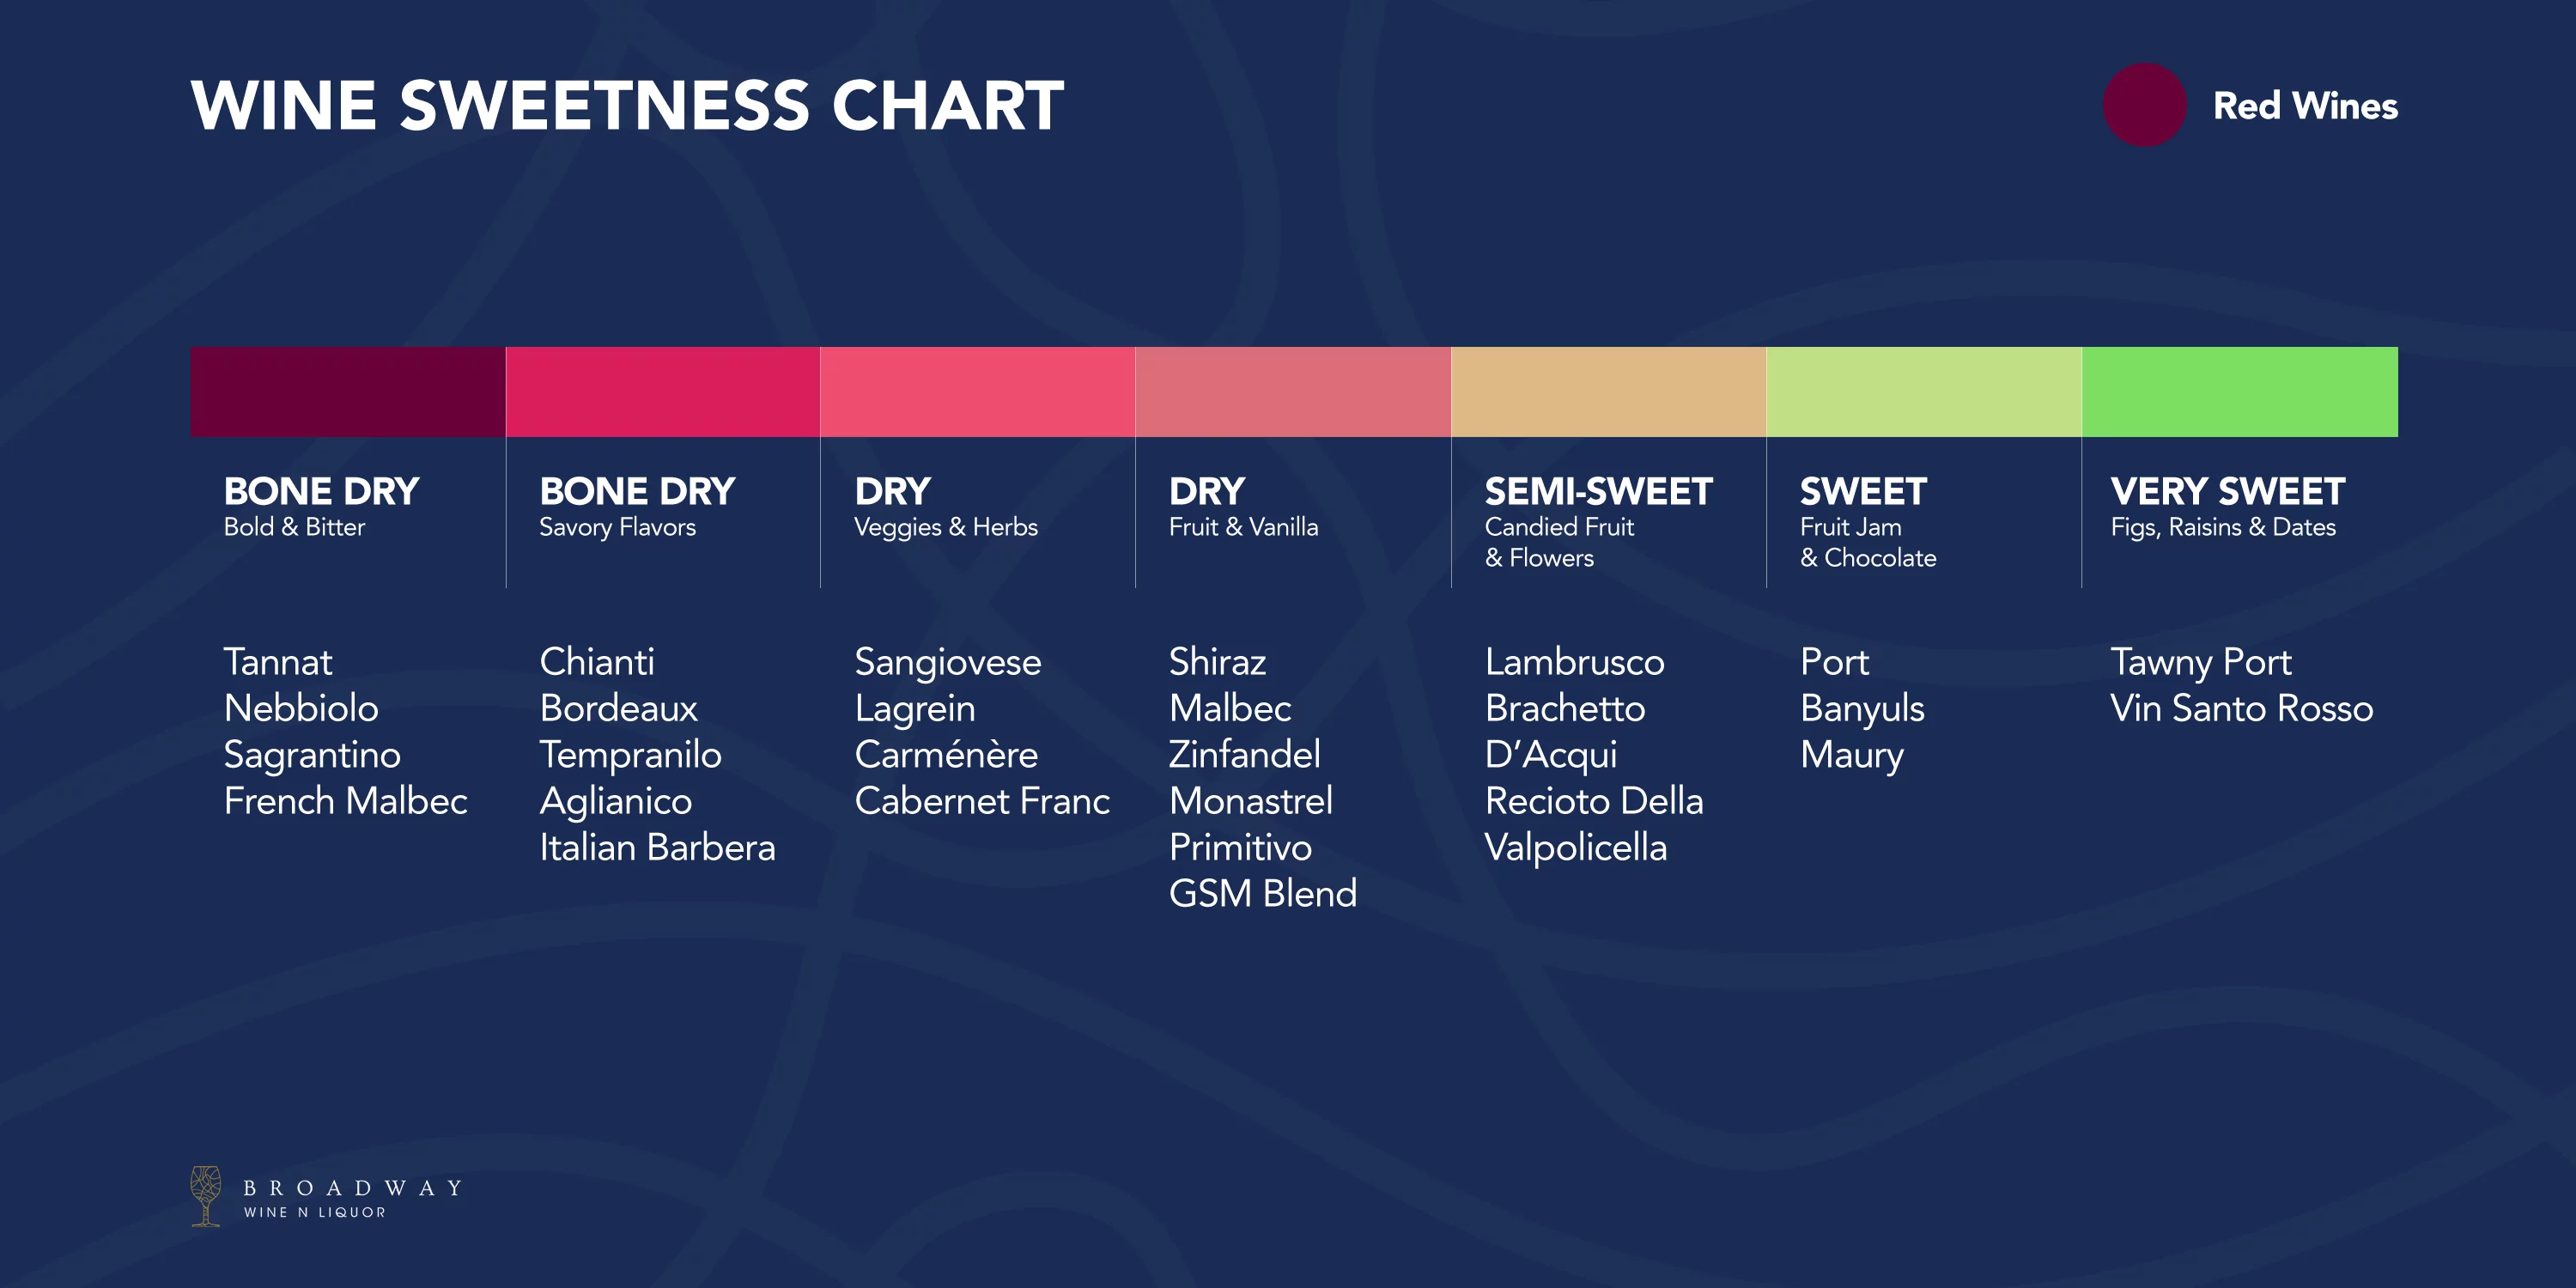 WINE SWEETNESS CHART
Red Wines
BONE DRY
Bold & Bitter
Tannat
Nebbiolo
Sagrantino
French Malbec
BONE DRY
Savory Flavors
Chianti
Bordeaux
Tempranilo
Aglianico
Italian Barbera
DRY
Veggies & Herbs
Sangiovese
Lagrein
Carménère
Cabernet Franc
DRY
Fruit & Vanilla
Shiraz
Malbec
Zinfandel
Monastrel
Primitivo
GSM Blend
SEMI-SWEET
Candied Fruit
& Flowers
Lambrusco
Brachetto
D’Acqui
Recioto Della
Valpolicella
SWEET
Fruit Jam
& Chocolate
Port
Banyuls
Maury
VERY SWEET
Figs, Raisins & Dates
Tawny Port
Vin Santo Rosso
BROADWAY
WINE N LIQUOR